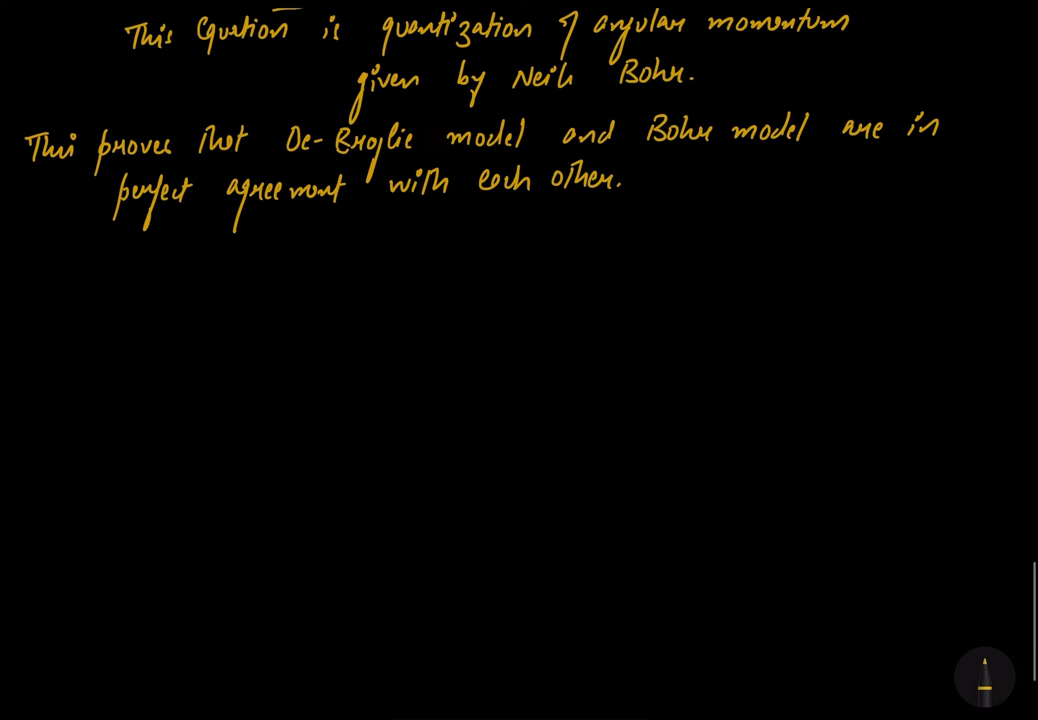 This Equation is quantization of angular momentum
given by Neils Bohr.
This proves that De-Broglie model and Bohr model are in
perfect agreement with each other.